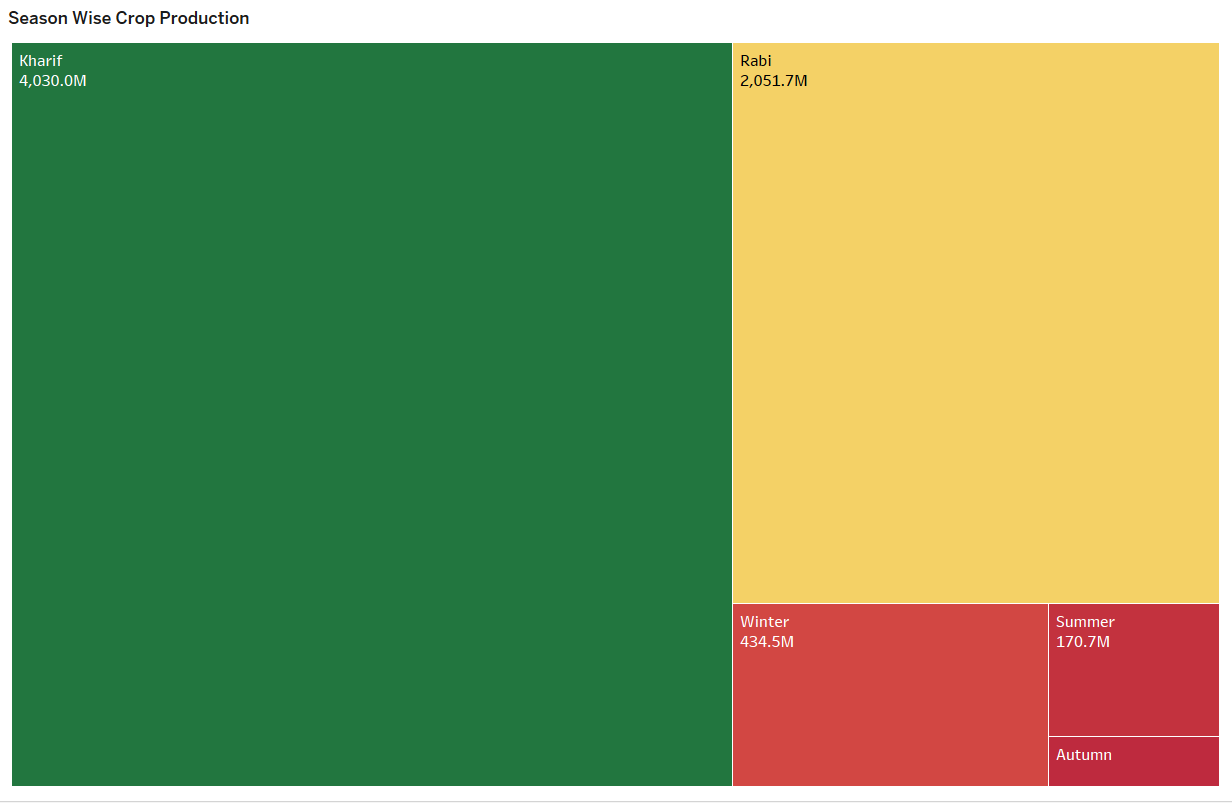 Season Wise Crop Production
Kharif
4,030.0M
Rabi
2,051.7M
Winter
434.5M
Summer
170.7M
Autumn